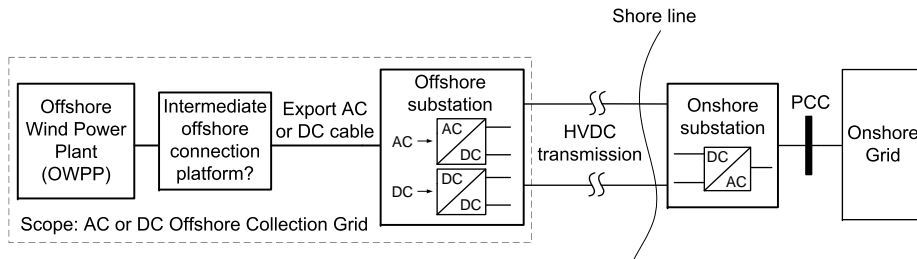 Shore line
Offshore
Wind Power
Plant
(OWPP)
Intermediate
offshore
connection
platform?
Export AC
or DC cable
Offshore
substation
AC
AC
DC
DC
DC
DC
HVDC
transmission
Onshore
substation
DC
AC
PCC
Onshore
Grid
Scope: AC or DC Offshore Collection Grid